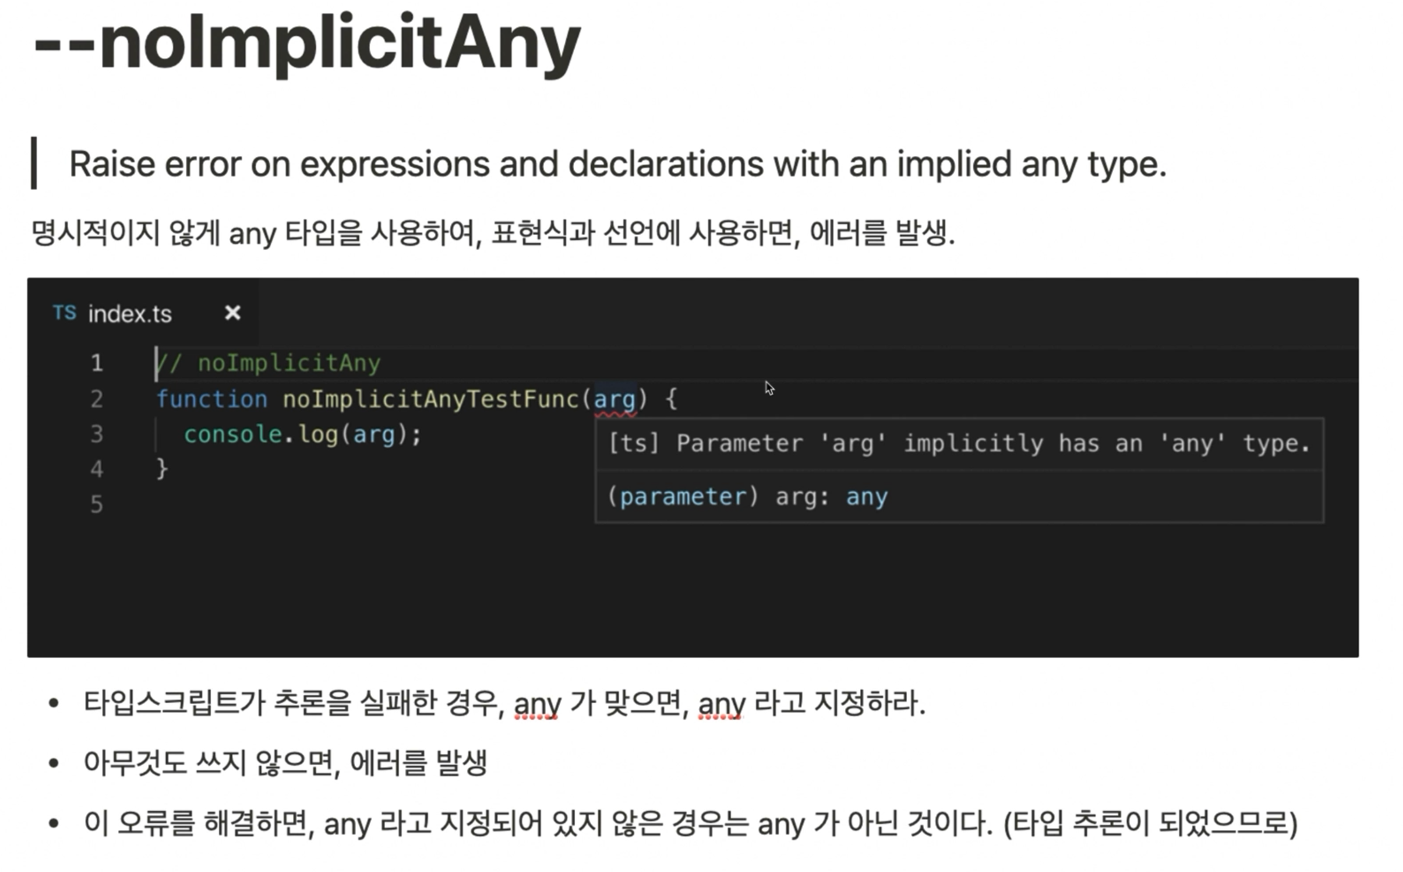 --noImplicitAny
Raise error on expressions and declarations with an implied any type.
명시적이지 않게 any 타입을 사용하여, 표현식과 선언에 사용하면, 에러를 발생.
TS index.ts ×
1 // noImplicitAny
2 function noImplicitAnyTestFunc(arg) {
3 console.log(arg);
[ts] Parameter 'arg' implicitly has an 'any' type.
4 }
(parameter) arg: any
5
• 타입스크립트가 추론을 실패한 경우, any 가 맞으면, any 라고 지정하라.
• 아무것도 쓰지 않으면, 에러를 발생
• 이 오류를 해결하면, any 라고 지정되어 있지 않은 경우는 any 가 아닌 것이다. (타입 추론이 되었으므로)